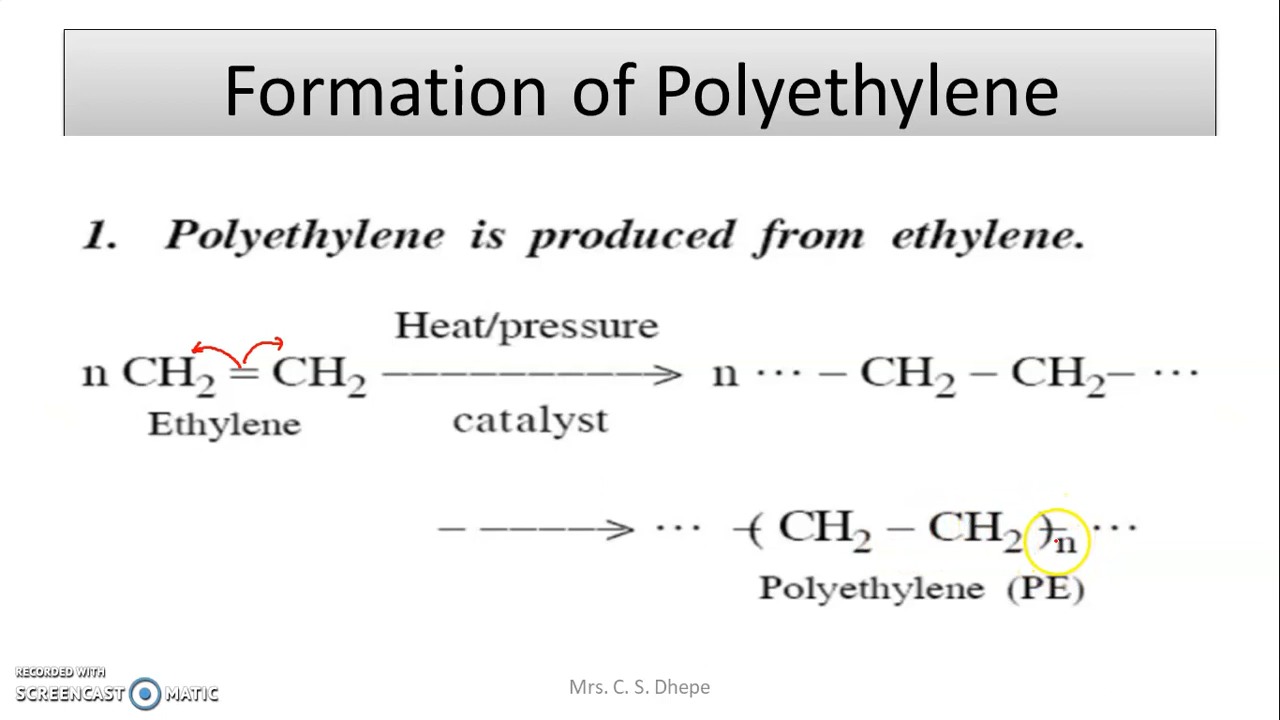 Formation of Polyethylene
1. Polyethylene is produced from ethylene.
Heat/pressure
n CH₂ = CH₂ ----------> n ⋯ – CH₂ – CH₂– ⋯
Ethylene
catalyst
– -----> ⋯ –( CH₂ – CH₂ )–ₙ ⋯
Polyethylene (PE)
RECORDED WITH
SCREENCAST MATIC
Mrs. C. S. Dhepe